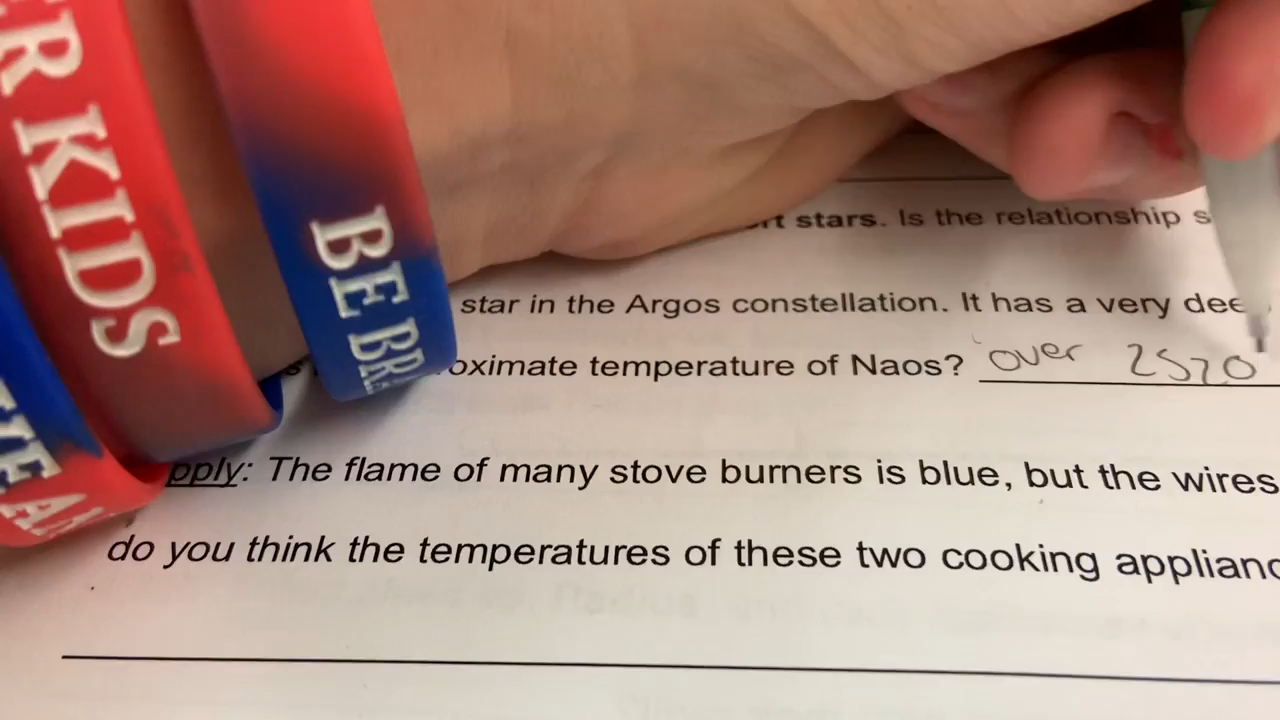 R KIDS
BE BR
stars. Is the relationship s
star in the Argos constellation. It has a very dee
oximate temperature of Naos? over 2570
pply: The flame of many stove burners is blue, but the wires
do you think the temperatures of these two cooking applianc